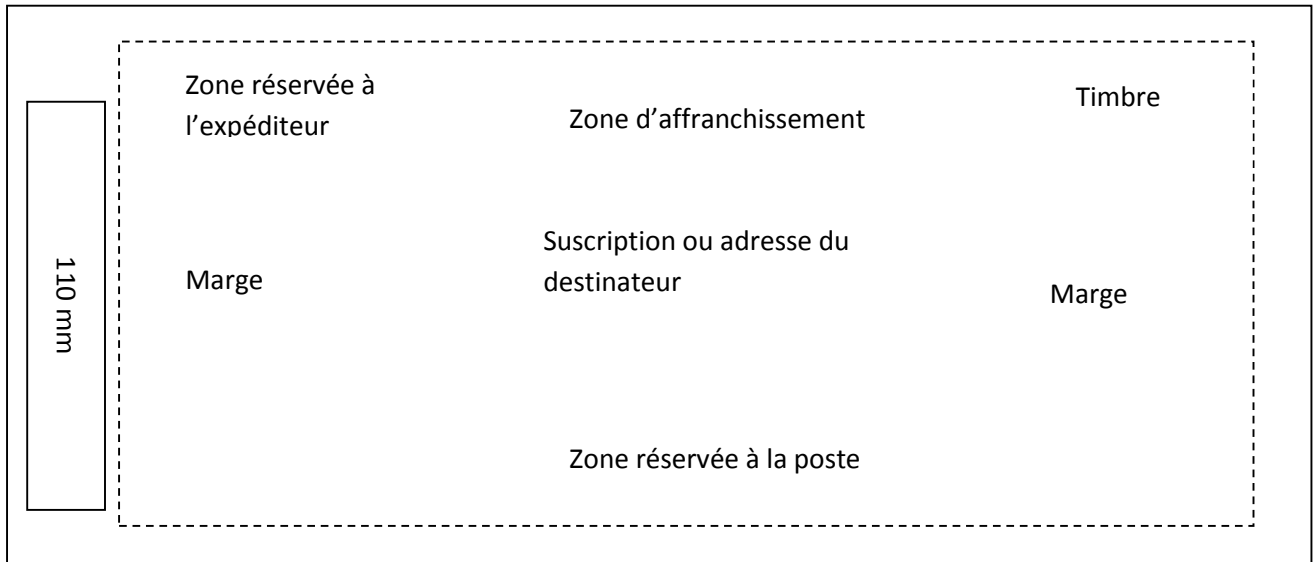 Zone réservée à
l’expéditeur
Zone d’affranchissement
Timbre
Suscription ou adresse du
destinateur
Marge
Marge
110 mm
Zone réservée à la poste